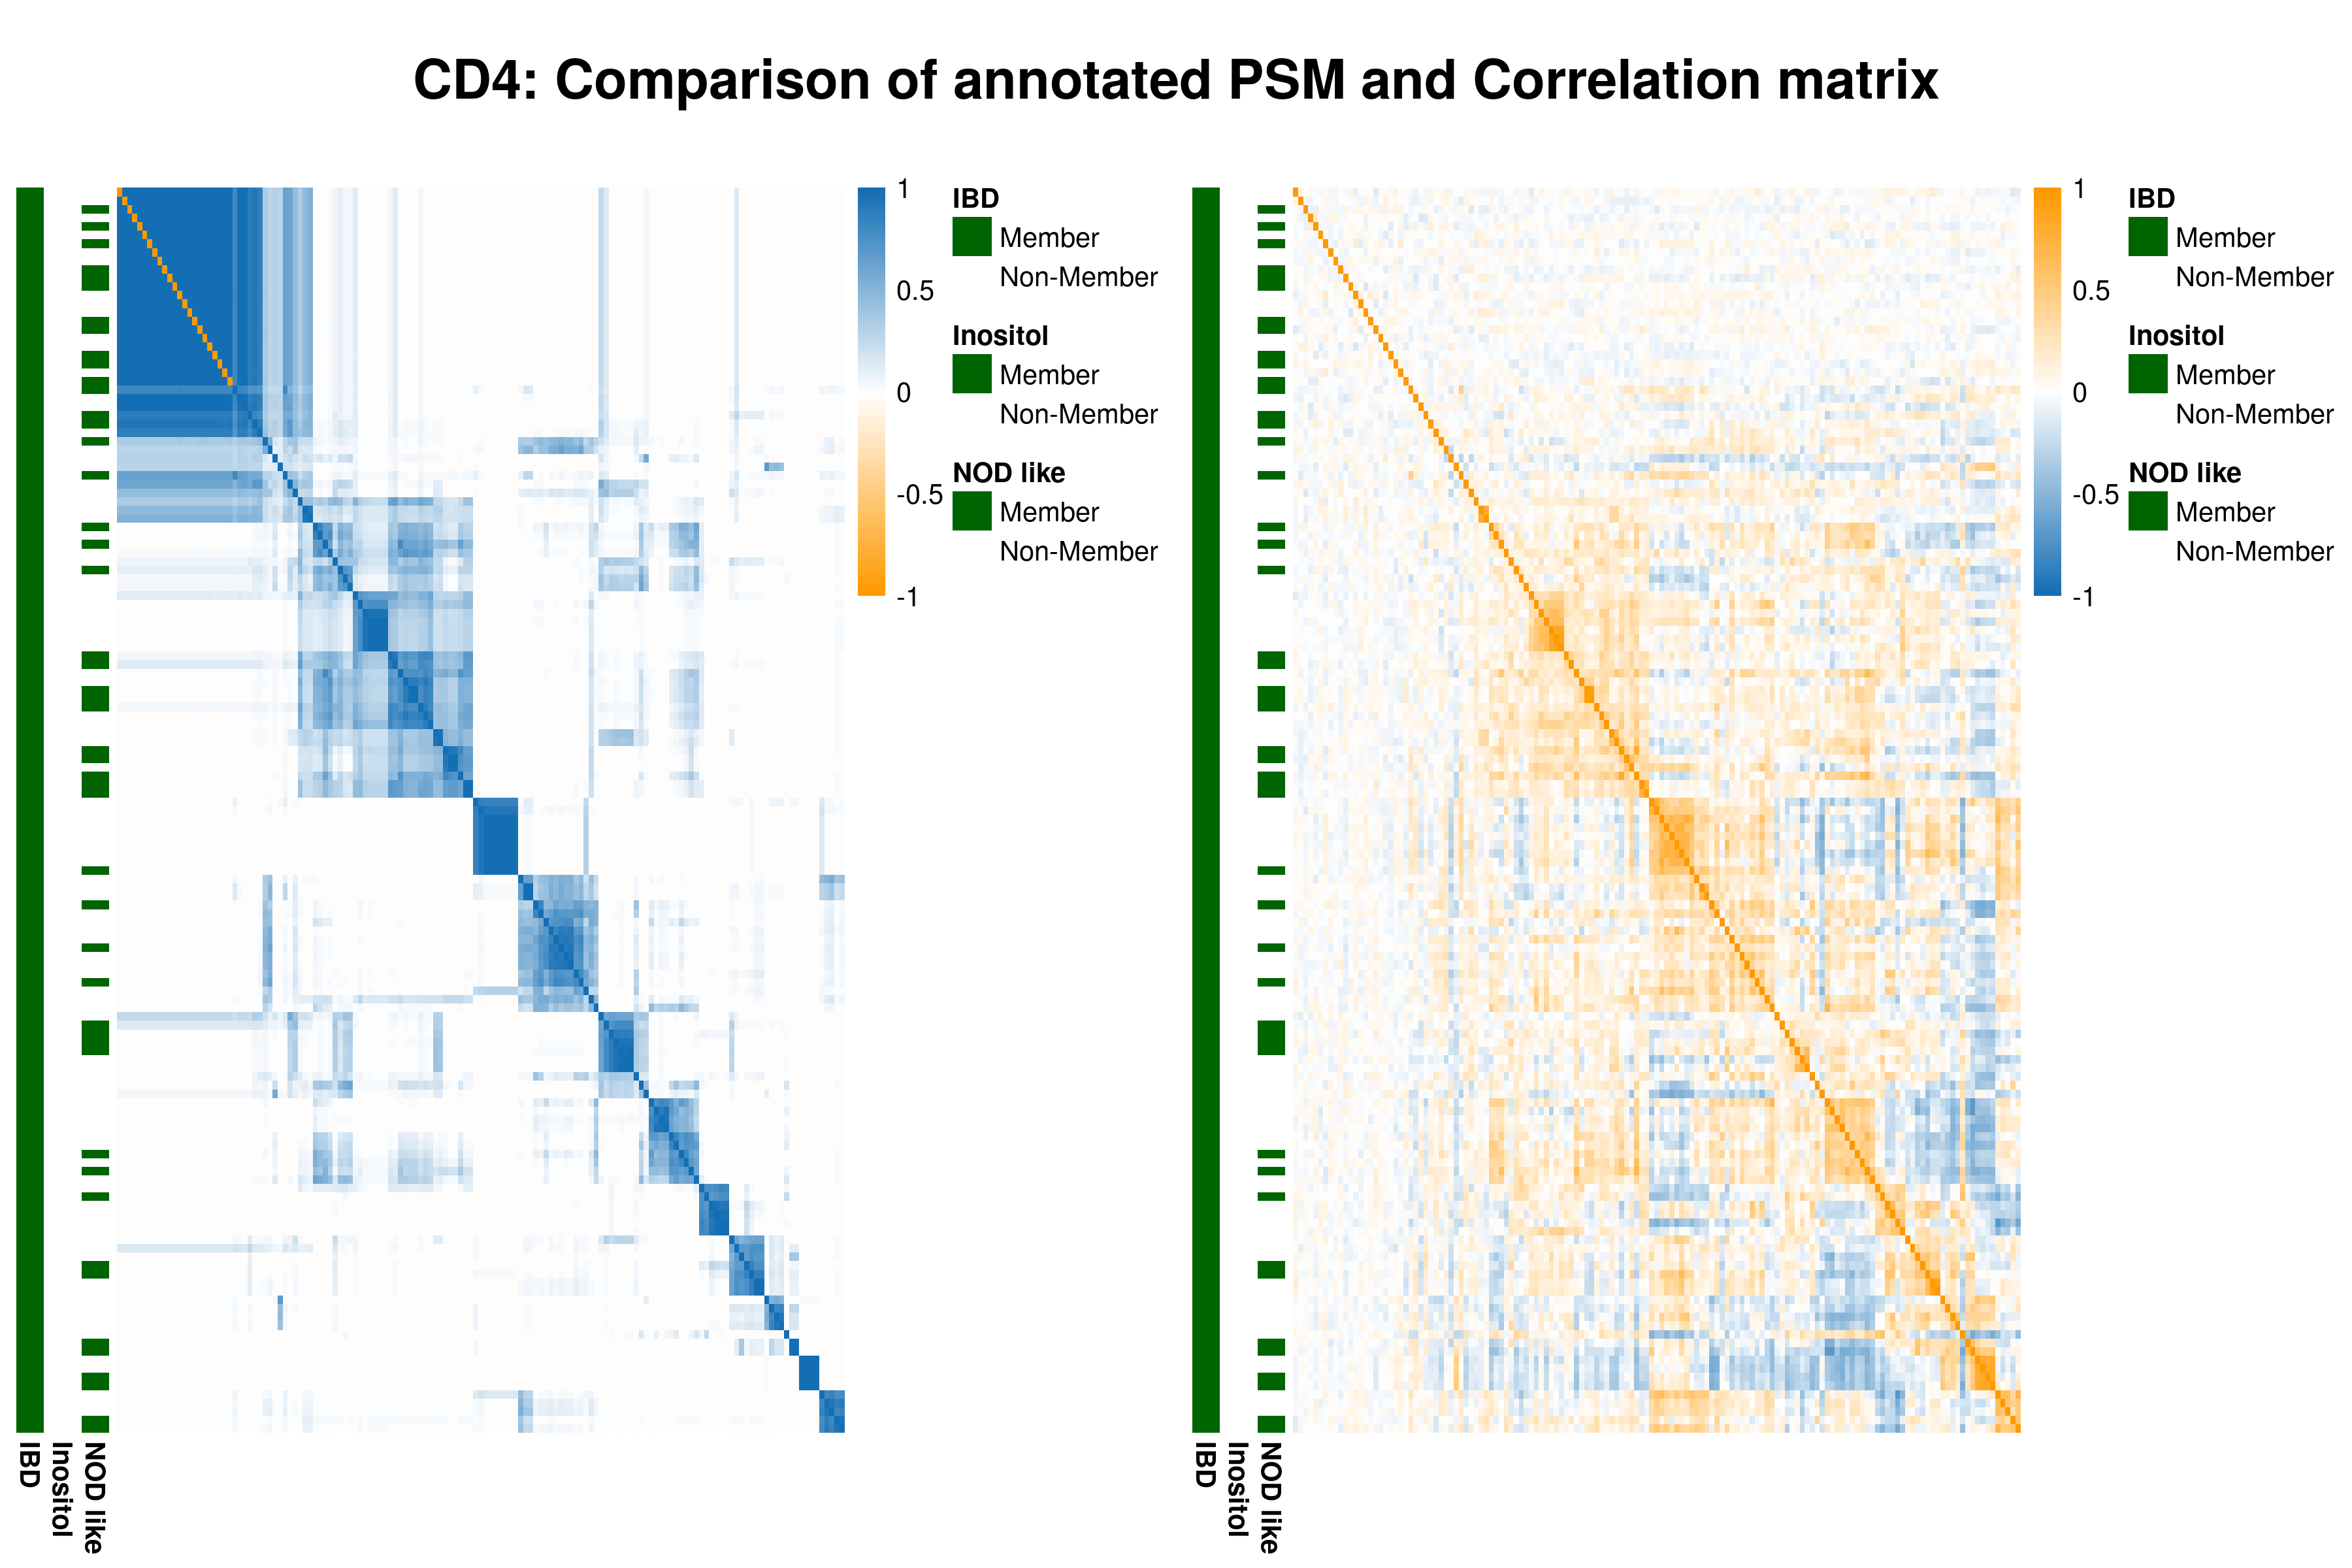 CD4: Comparison of annotated PSM and Correlation matrix
1
0.5
0
-0.5
-1
IBD
Member
Non-Member
Inositol
Member
Non-Member
NOD like
Member
Non-Member
IBD
Inositol
NOD like
1
0.5
0
-0.5
-1
IBD
Member
Non-Member
Inositol
Member
Non-Member
NOD like
Member
Non-Member
IBD
Inositol
NOD like